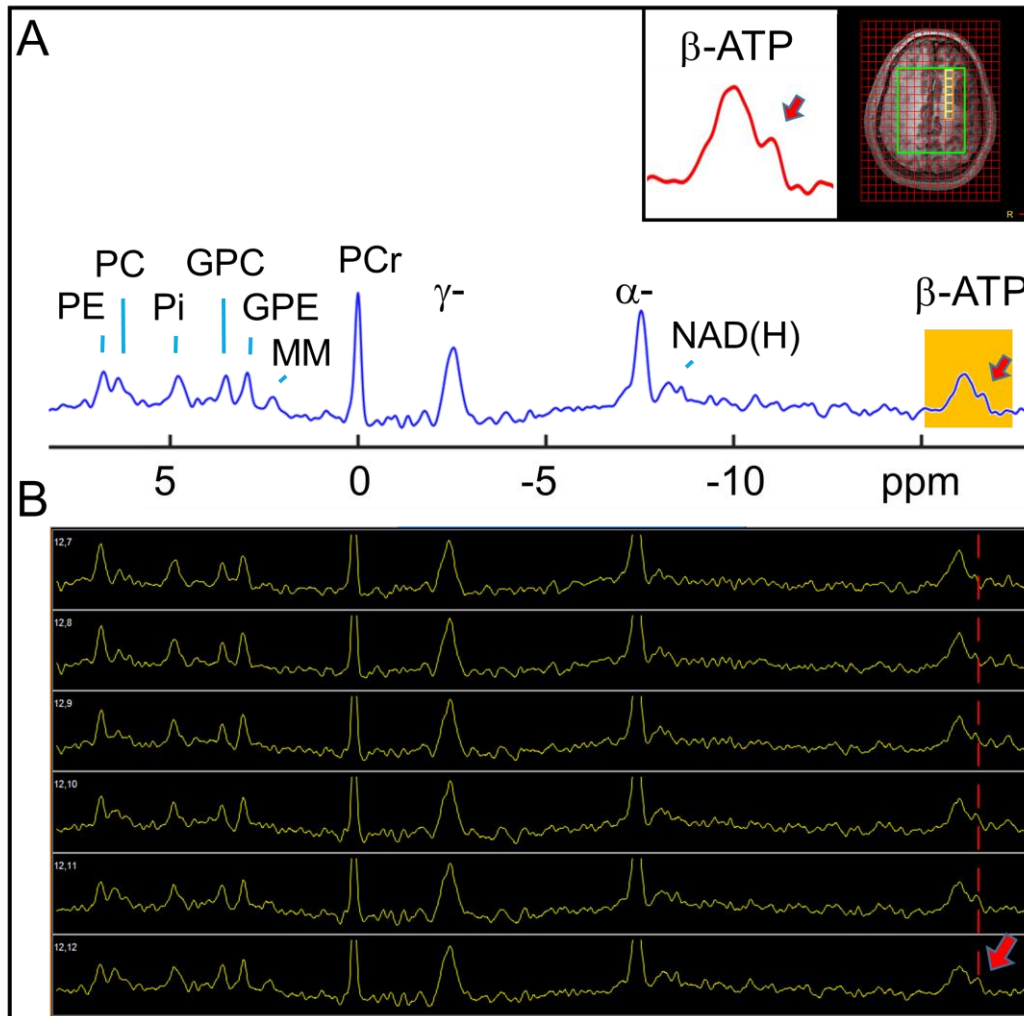 A
β-ATP
R
PC
GPC
PCr
PE
Pi
GPE
γ-
α-
β-ATP
MM
NAD(H)
5 0 -5 -10 ppm
B
12,7
12,8
12,9
12,10
12,11
12,12